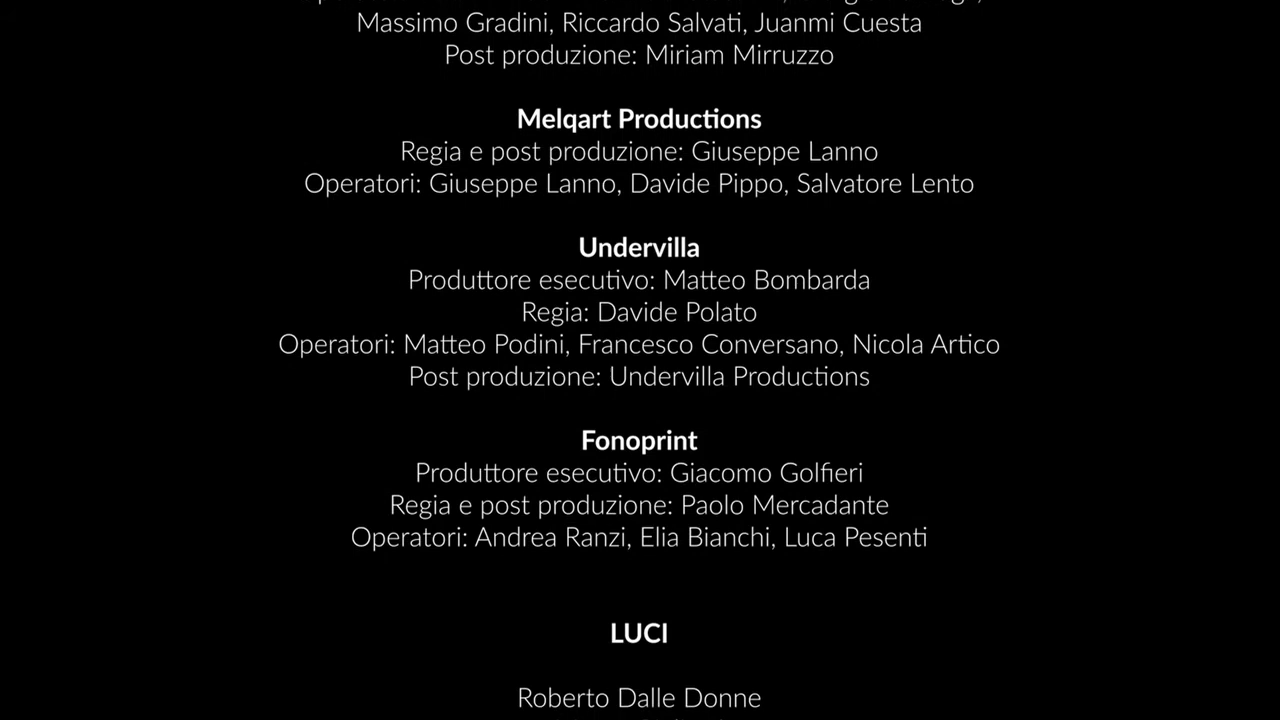 Massimo Gradini, Riccardo Salvati, Juanmi Cuesta
Post produzione: Miriam Mirruzzo
Melqart Productions
Regia e post produzione: Giuseppe Lanno
Operatori: Giuseppe Lanno, Davide Pippo, Salvatore Lento
Undervilla
Produttore esecutivo: Matteo Bombarda
Regia: Davide Polato
Operatori: Matteo Podini, Francesco Conversano, Nicola Artico
Post produzione: Undervilla Productions
Fonoprint
Produttore esecutivo: Giacomo Golfieri
Regia e post produzione: Paolo Mercadante
Operatori: Andrea Ranzi, Elia Bianchi, Luca Pesenti
LUCI
Roberto Dalle Donne